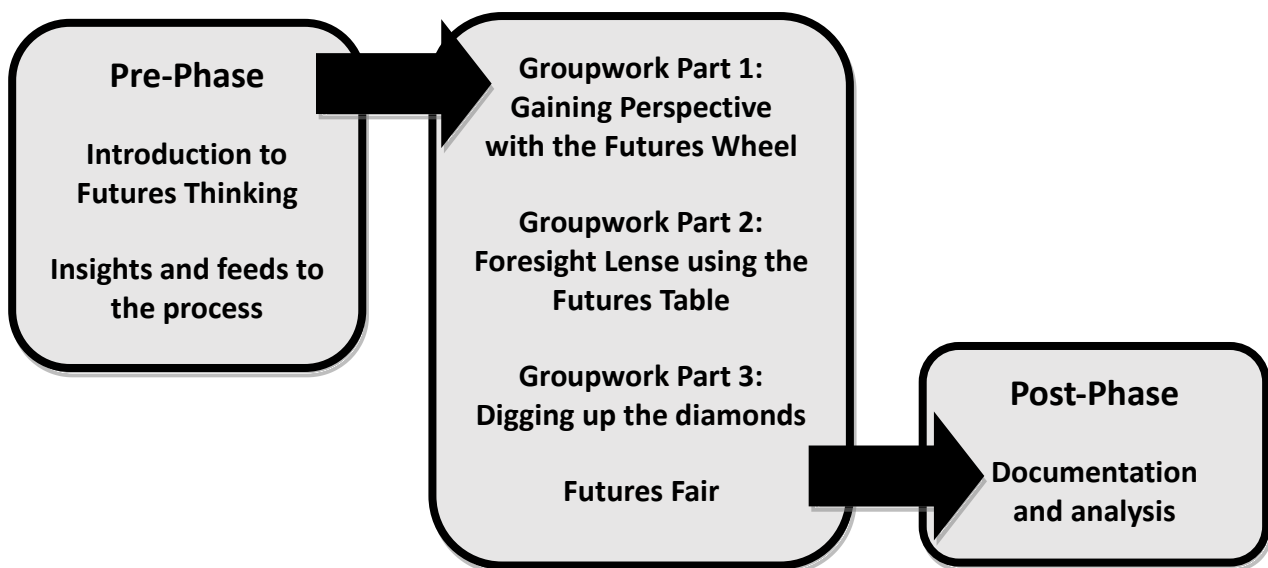 Pre-Phase
Introduction to
Futures Thinking
Insights and feeds to
the process
Groupwork Part 1:
Gaining Perspective
with the Futures Wheel
Groupwork Part 2:
Foresight Lense using the
Futures Table
Groupwork Part 3:
Digging up the diamonds
Futures Fair
Post-Phase
Documentation
and analysis